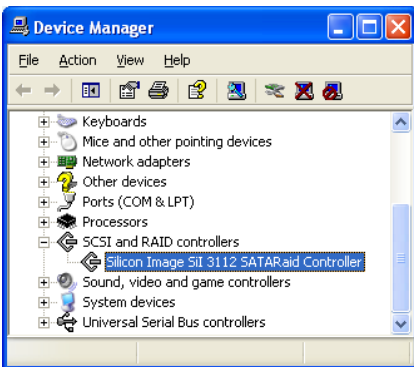 Device Manager
File Action View Help
Keyboards
Mice and other pointing devices
Network adapters
Other devices
Ports (COM & LPT)
Processors
SCSI and RAID controllers
Silicon Image SiI 3112 SATARaid Controller
Sound, video and game controllers
System devices
Universal Serial Bus controllers